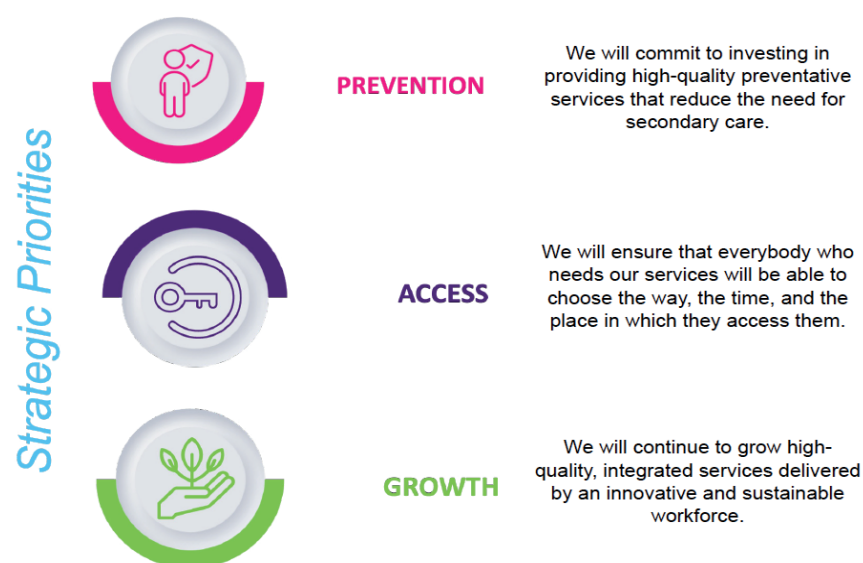 Strategic Priorities
PREVENTION
We will commit to investing in
providing high-quality preventative
services that reduce the need for
secondary care.
ACCESS
We will ensure that everybody who
needs our services will be able to
choose the way, the time, and the
place in which they access them.
GROWTH
We will continue to grow high-
quality, integrated services delivered
by an innovative and sustainable
workforce.